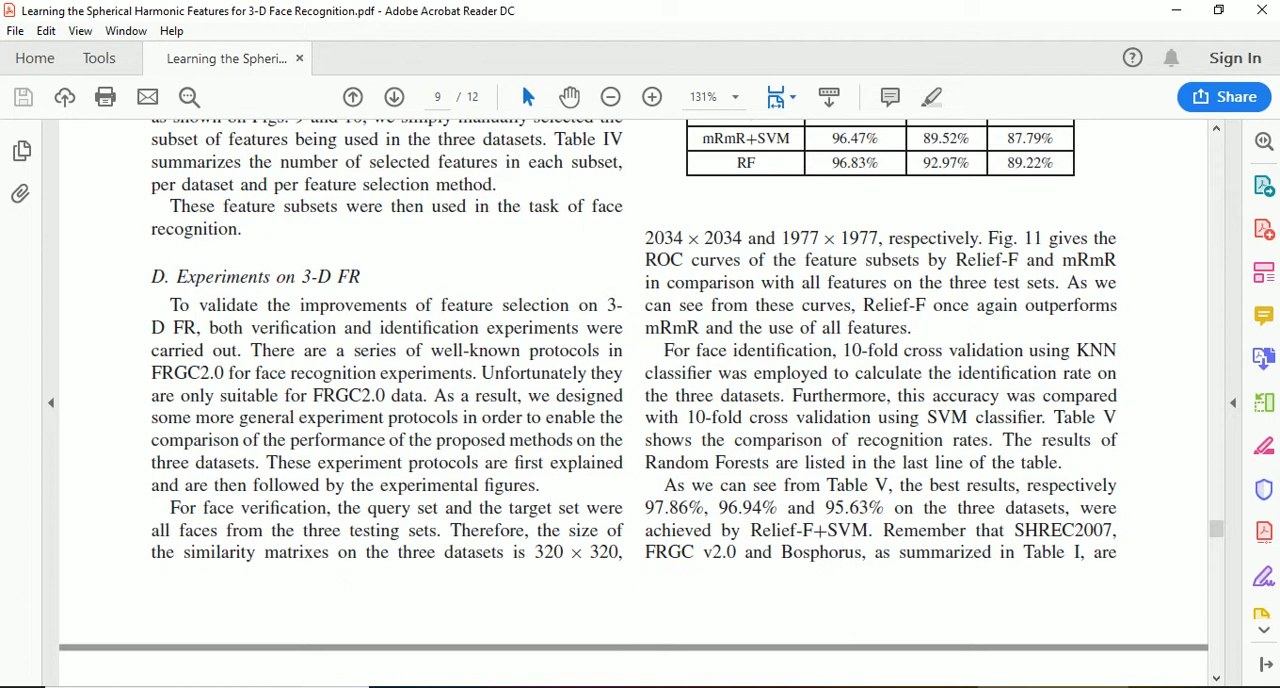 Learning the Spherical Harmonic Features for 3-D Face Recognition.pdf - Adobe Acrobat Reader DC
File Edit View Window Help
Home Tools Learning the Spheri... ×
Sign In
9 / 12
131%
Share
as shown on Figs. 9 and 10, we simply manually selected the
subset of features being used in the three datasets. Table IV
summarizes the number of selected features in each subset,
per dataset and per feature selection method.
These feature subsets were then used in the task of face
recognition.
D. Experiments on 3-D FR
To validate the improvements of feature selection on 3-
D FR, both verification and identification experiments were
carried out. There are a series of well-known protocols in
FRGC2.0 for face recognition experiments. Unfortunately they
are only suitable for FRGC2.0 data. As a result, we designed
some more general experiment protocols in order to enable the
comparison of the performance of the proposed methods on the
three datasets. These experiment protocols are first explained
and are then followed by the experimental figures.
For face verification, the query set and the target set were
all faces from the three testing sets. Therefore, the size of
the similarity matrixes on the three datasets is 320 × 320,
mRmR+SVM 96.47% 89.52% 87.79%
RF 96.83% 92.97% 89.22%
2034 × 2034 and 1977 × 1977, respectively. Fig. 11 gives the
ROC curves of the feature subsets by Relief-F and mRmR
in comparison with all features on the three test sets. As we
can see from these curves, Relief-F once again outperforms
mRmR and the use of all features.
For face identification, 10-fold cross validation using KNN
classifier was employed to calculate the identification rate on
the three datasets. Furthermore, this accuracy was compared
with 10-fold cross validation using SVM classifier. Table V
shows the comparison of recognition rates. The results of
Random Forests are listed in the last line of the table.
As we can see from Table V, the best results, respectively
97.86%, 96.94% and 95.63% on the three datasets, were
achieved by Relief-F+SVM. Remember that SHREC2007,
FRGC v2.0 and Bosphorus, as summarized in Table I, are